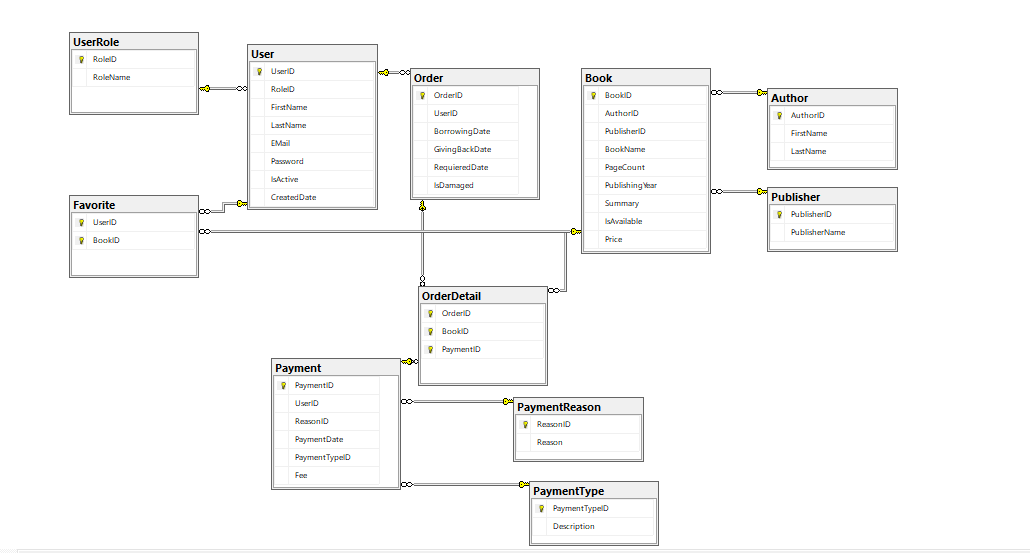 UserRole
RoleID
RoleName
User
UserID
RoleID
FirstName
LastName
EMail
Password
IsActive
CreatedDate
Order
OrderID
UserID
BorrowingDate
GivingBackDate
RequieredDate
IsDamaged
Book
BookID
AuthorID
PublisherID
BookName
PageCount
PublishingYear
Summary
IsAvailable
Price
Author
AuthorID
FirstName
LastName
Publisher
PublisherID
PublisherName
Favorite
UserID
BookID
OrderDetail
OrderID
BookID
PaymentID
Payment
PaymentID
UserID
ReasonID
PaymentDate
PaymentTypeID
Fee
PaymentReason
ReasonID
Reason
PaymentType
PaymentTypeID
Description